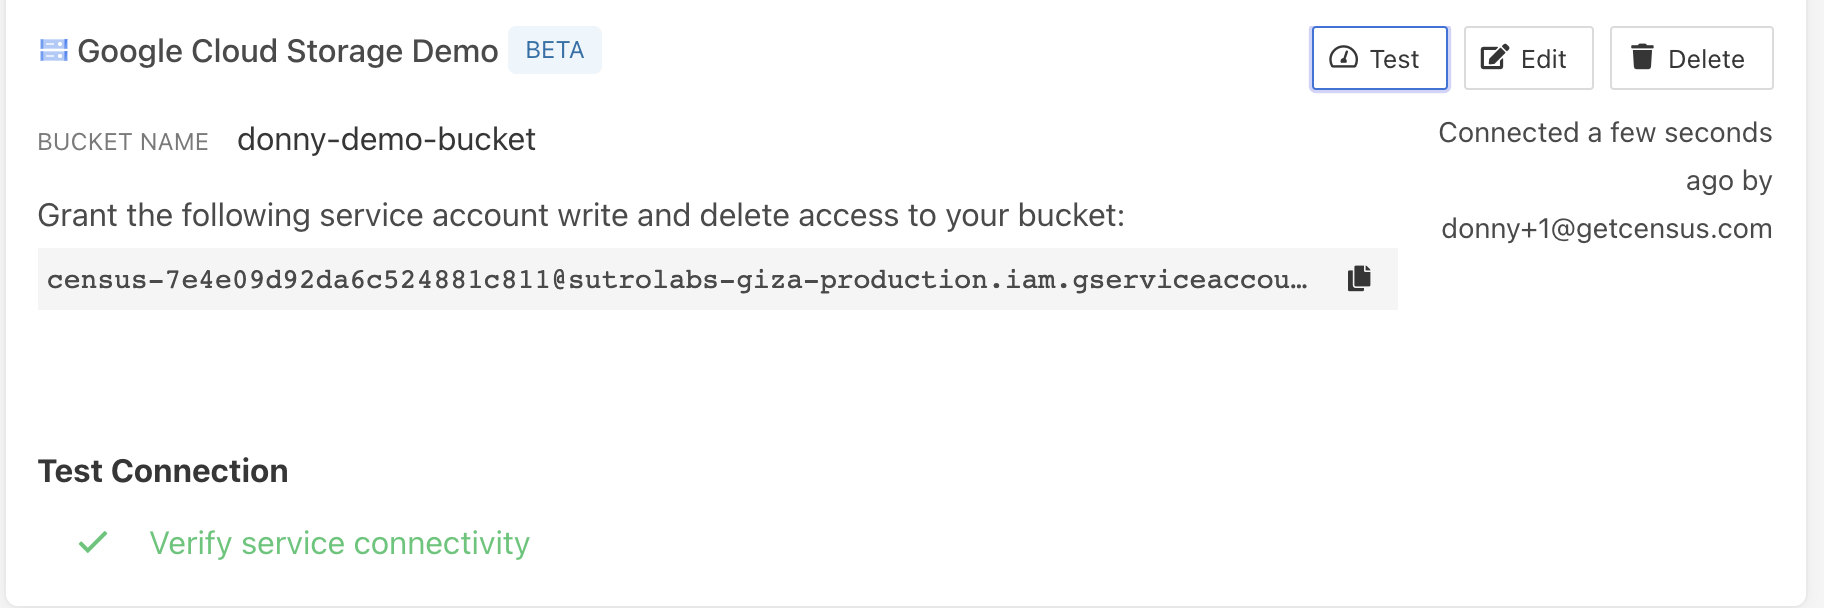 Google Cloud Storage Demo BETA
Test Edit Delete
BUCKET NAME donny-demo-bucket
Connected a few seconds
ago by
donny+1@getcensus.com
Grant the following service account write and delete access to your bucket:
census-7e4e09d92da6c524881c811@sutrolabs-giza-production.iam.gserviceaccou…
Test Connection
Verify service connectivity